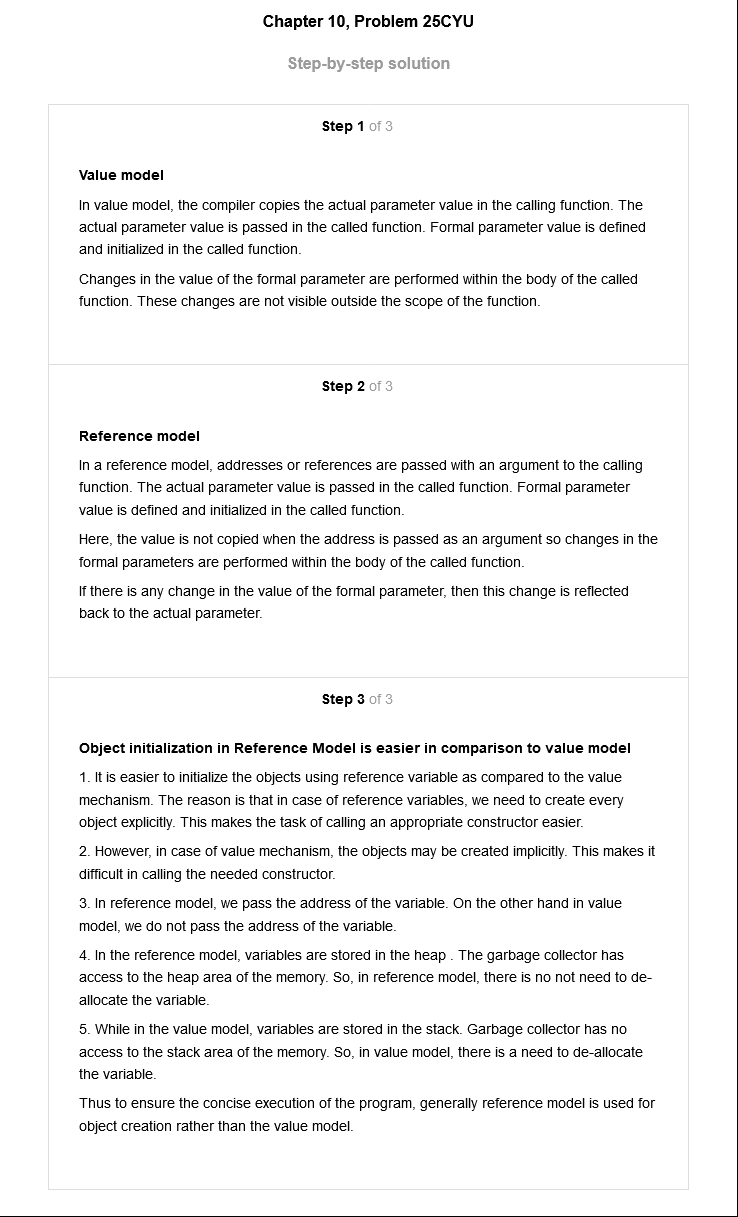 Chapter 10, Problem 25CYU
Step-by-step solution
Step 1 of 3
Value model
In value model, the compiler copies the actual parameter value in the calling function. The
actual parameter value is passed in the called function. Formal parameter value is defined
and initialized in the called function.
Changes in the value of the formal parameter are performed within the body of the called
function. These changes are not visible outside the scope of the function.
Step 2 of 3
Reference model
In a reference model, addresses or references are passed with an argument to the calling
function. The actual parameter value is passed in the called function. Formal parameter
value is defined and initialized in the called function.
Here, the value is not copied when the address is passed as an argument so changes in the
formal parameters are performed within the body of the called function.
If there is any change in the value of the formal parameter, then this change is reflected
back to the actual parameter.
Step 3 of 3
Object initialization in Reference Model is easier in comparison to value model
1. It is easier to initialize the objects using reference variable as compared to the value
mechanism. The reason is that in case of reference variables, we need to create every
object explicitly. This makes the task of calling an appropriate constructor easier.
2. However, in case of value mechanism, the objects may be created implicitly. This makes it
difficult in calling the needed constructor.
3. In reference model, we pass the address of the variable. On the other hand in value
model, we do not pass the address of the variable.
4. In the reference model, variables are stored in the heap . The garbage collector has
access to the heap area of the memory. So, in reference model, there is no not need to de-
allocate the variable.
5. While in the value model, variables are stored in the stack. Garbage collector has no
access to the stack area of the memory. So, in value model, there is a need to de-allocate
the variable.
Thus to ensure the concise execution of the program, generally reference model is used for
object creation rather than the value model.